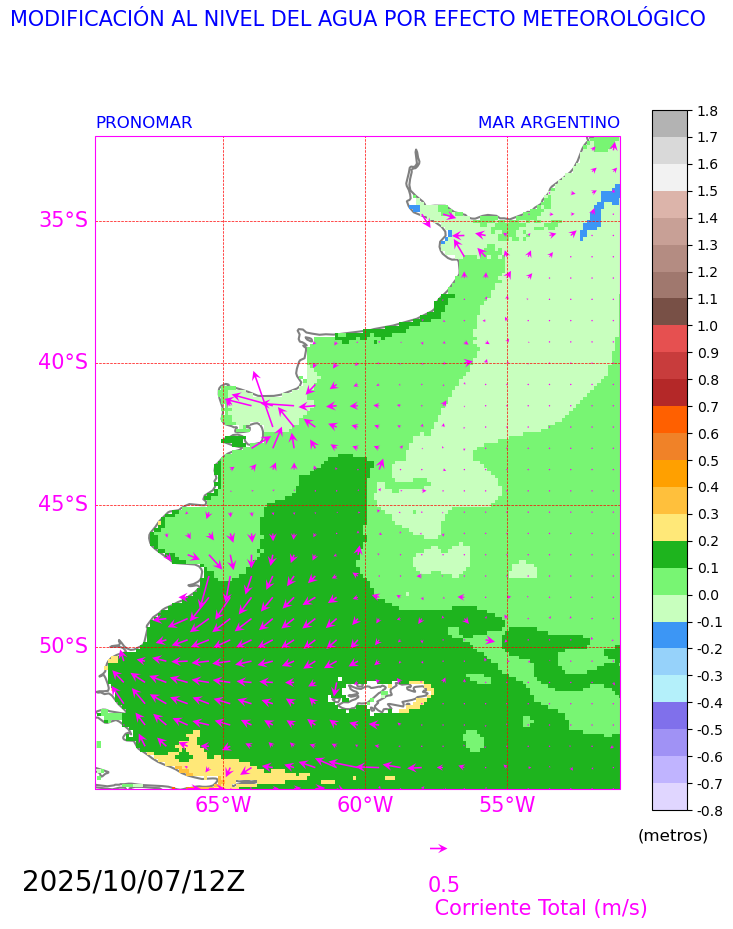 MODIFICACIÓN AL NIVEL DEL AGUA POR EFECTO METEOROLÓGICO
PRONOMAR MAR ARGENTINO
35°S
40°S
45°S
50°S
65°W 60°W 55°W
1.8
1.7
1.6
1.5
1.4
1.3
1.2
1.1
1.0
0.9
0.8
0.7
0.6
0.5
0.4
0.3
0.2
0.1
0.0
-0.1
-0.2
-0.3
-0.4
-0.5
-0.6
-0.7
-0.8
(metros)
2025/10/07/12Z
0.5
Corriente Total (m/s)